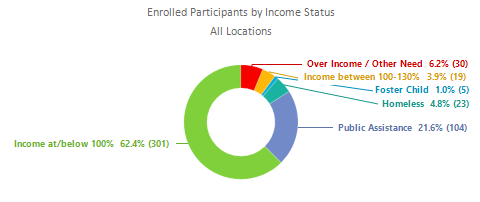 Enrolled Participants by Income Status
All Locations
Over Income / Other Need 6.2% (30)
Income between 100-130% 3.9% (19)
Foster Child 1.0% (5)
Homeless 4.8% (23)
Public Assistance 21.6% (104)
Income at/below 100% 62.4% (301)